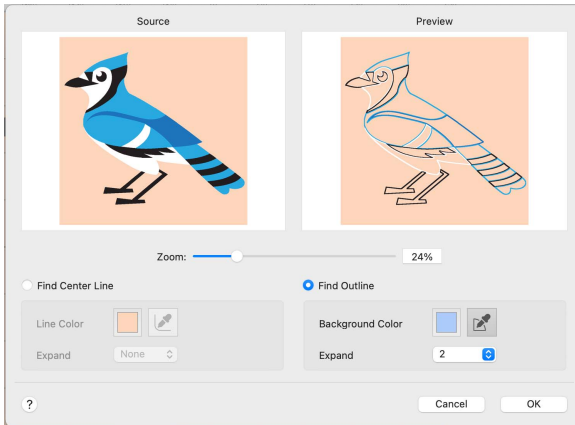 Source
Preview
Zoom:
24%
Find Center Line
Find Outline
Line Color
Background Color
Expand
None
Expand
2
?
Cancel
OK